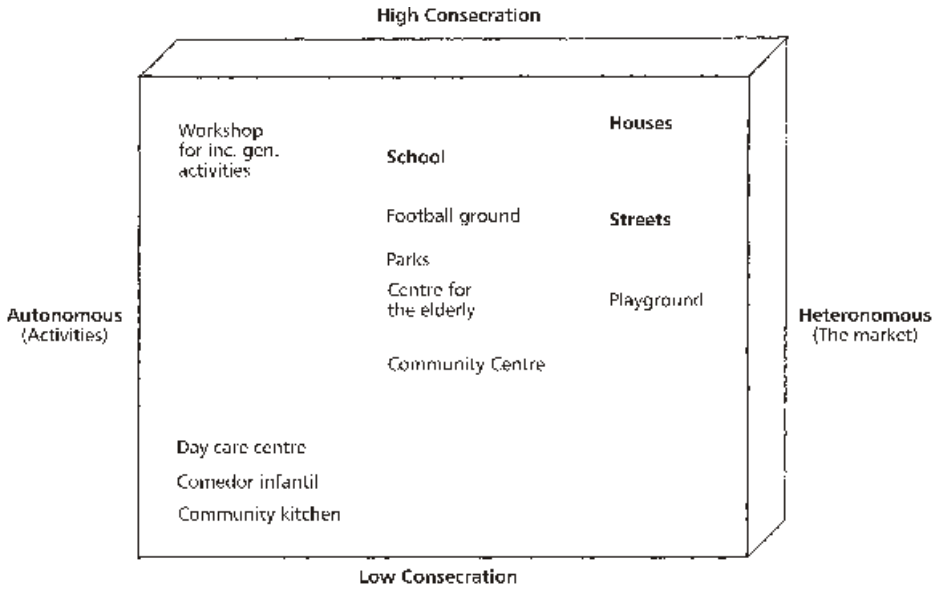 High Consecration
Workshop
for inc. gen.
activities
School
Houses
Football ground
Streets
Parks
Centre for
the elderly
Playground
Community Centre
Autonomous
(Activities)
Heteronomous
(The market)
Day care centre
Comedor infantil
Community kitchen
Low Consecration